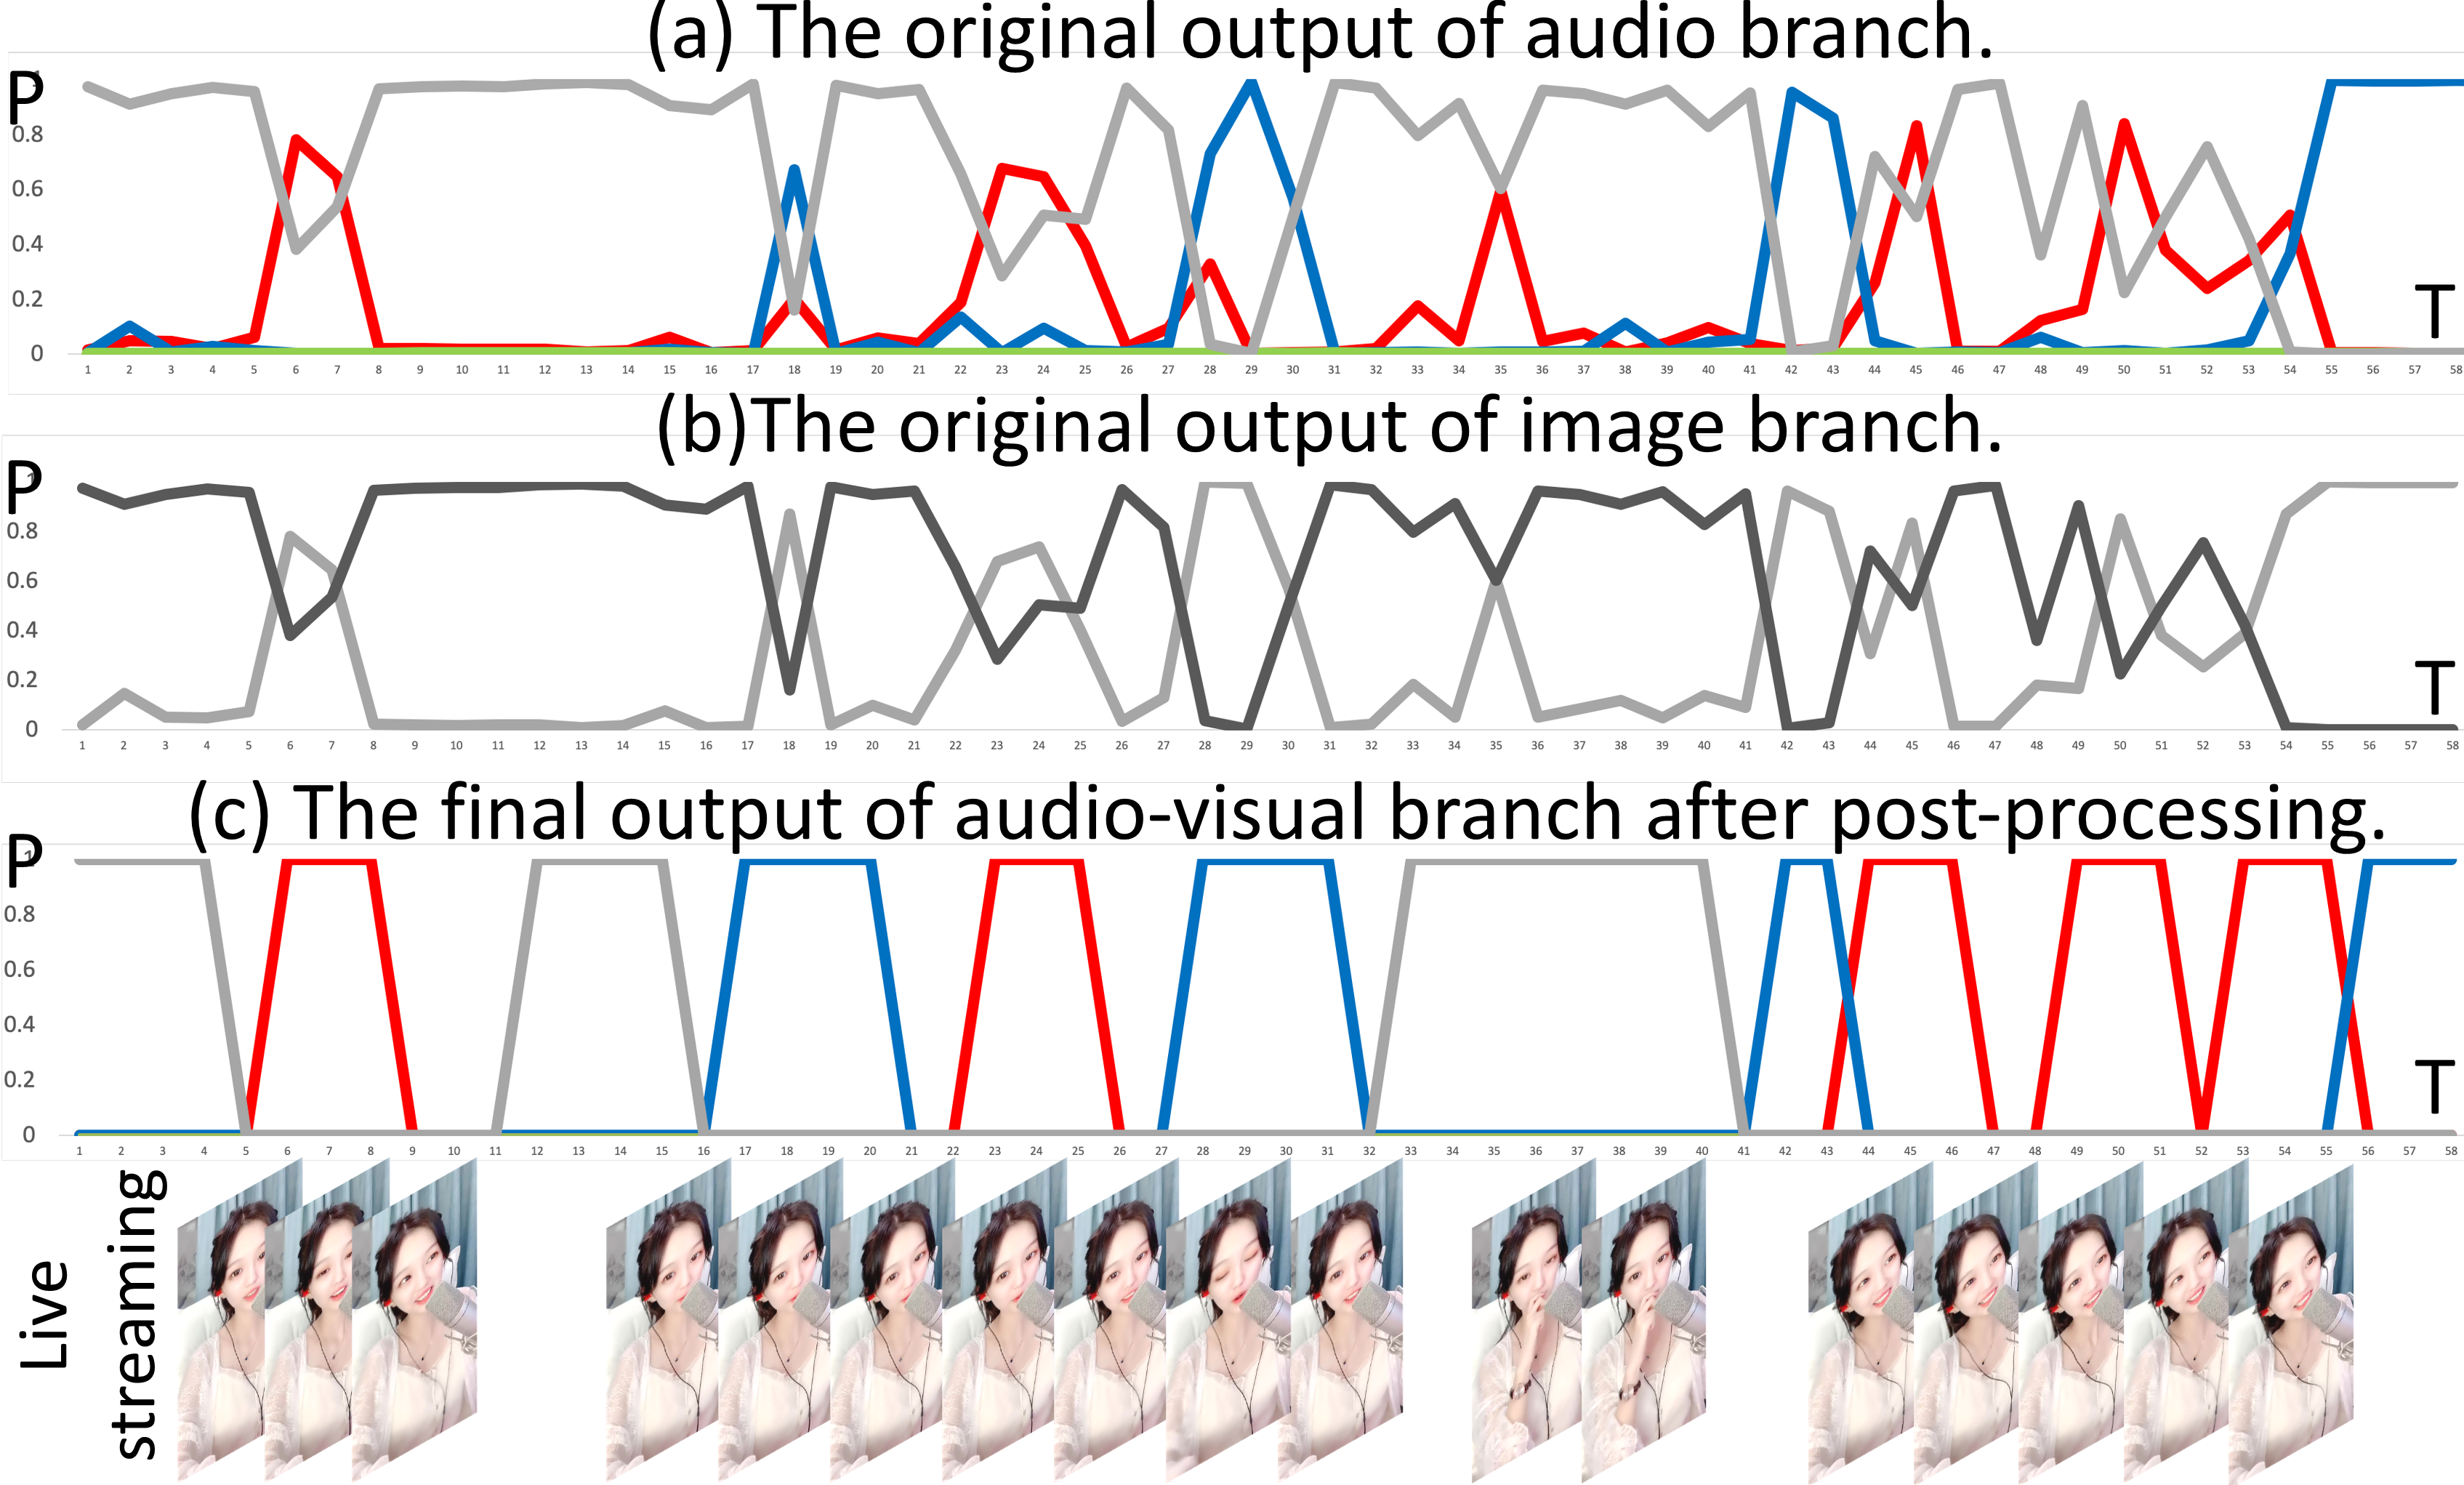 (a) The original output of audio branch.
P
1
0.8
0.6
0.4
0.2
0
T
1 2 3 4 5 6 7 8 9 10 11 12 13 14 15 16 17 18 19 20 21 22 23 24 25 26 27 28 29 30 31 32 33 34 35 36 37 38 39 40 41 42 43 44 45 46 47 48 49 50 51 52 53 54 55 56 57 58
(b)The original output of image branch.
P
1
0.8
0.6
0.4
0.2
0
T
1 2 3 4 5 6 7 8 9 10 11 12 13 14 15 16 17 18 19 20 21 22 23 24 25 26 27 28 29 30 31 32 33 34 35 36 37 38 39 40 41 42 43 44 45 46 47 48 49 50 51 52 53 54 55 56 57 58
(c) The final output of audio-visual branch after post-processing.
P
1
0.8
0.6
0.4
0.2
0
T
1 2 3 4 5 6 7 8 9 10 11 12 13 14 15 16 17 18 19 20 21 22 23 24 25 26 27 28 29 30 31 32 33 34 35 36 37 38 39 40 41 42 43 44 45 46 47 48 49 50 51 52 53 54 55 56 57 58
Live
streaming